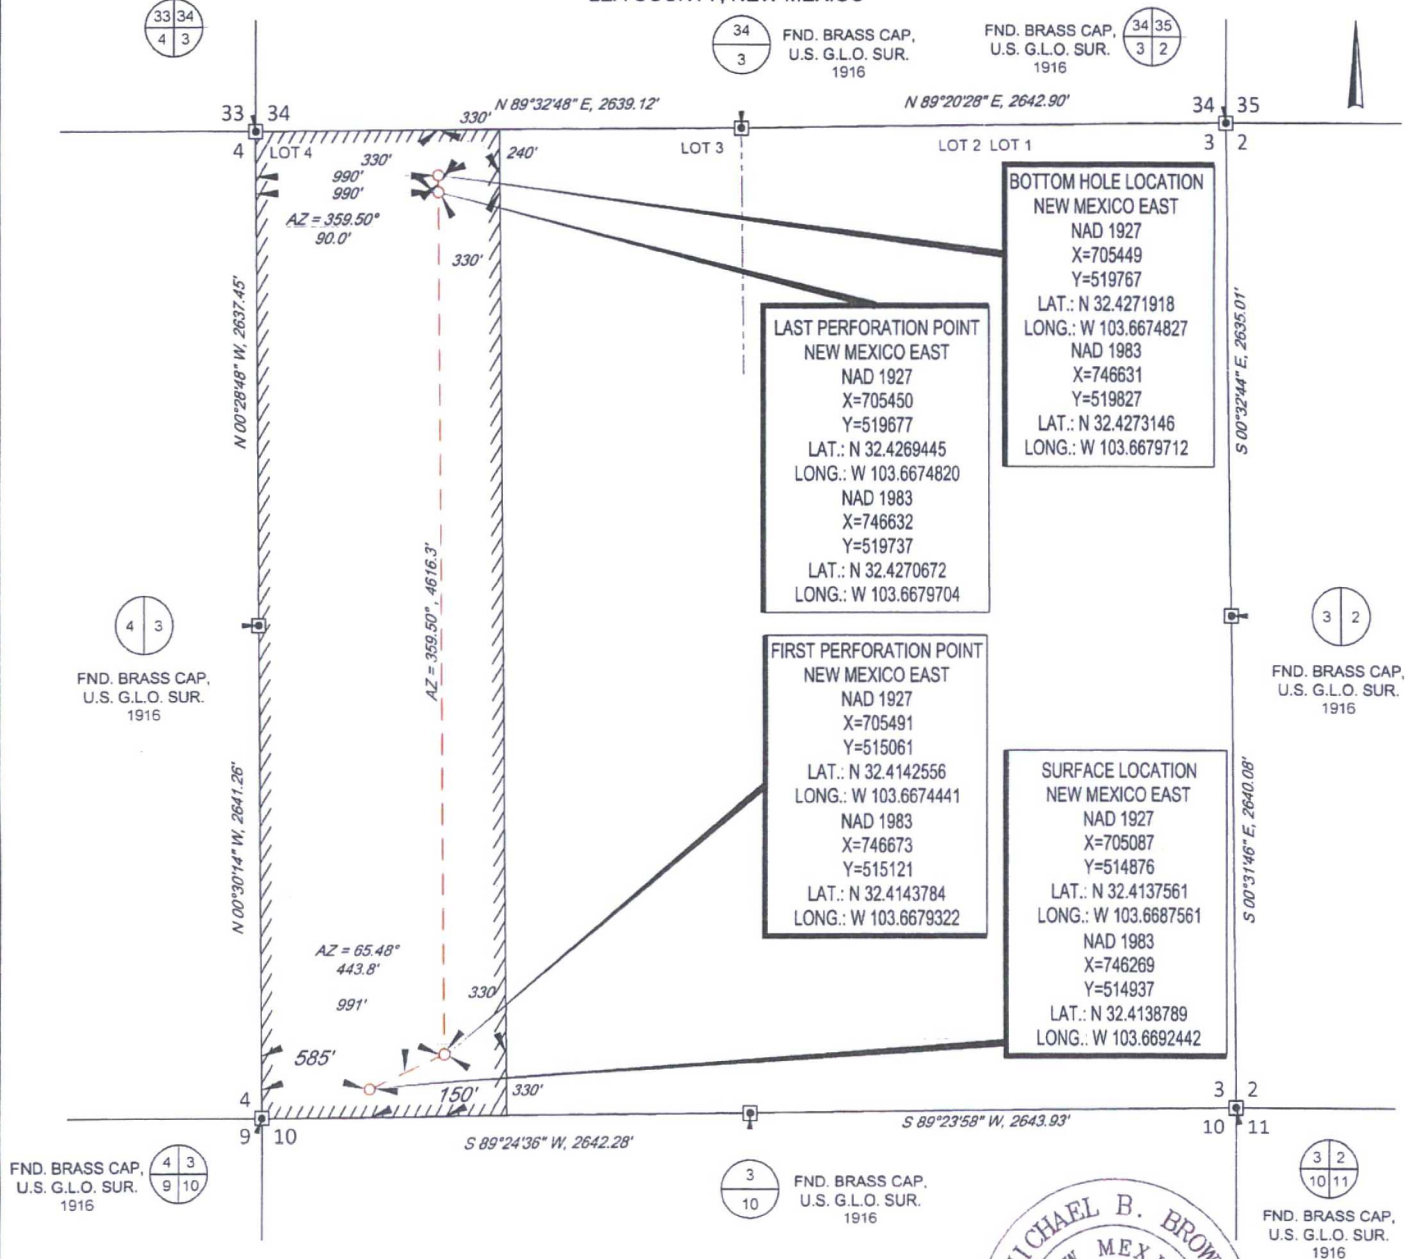 33 34
4 3
34
3
FND. BRASS CAP,
U.S. G.L.O. SUR.
1916
FND. BRASS CAP,
U.S. G.L.O. SUR.
1916
34 35
3 2
N 89°32'48" E, 2639.12'
N 89°20'28" E, 2642.90'
33 34
34 35
330'
4
LOT 4
LOT 3
LOT 2 LOT 1
3 2
240'
330'
990'
990'
AZ = 359.50°
90.0'
330'
BOTTOM HOLE LOCATION
NEW MEXICO EAST
NAD 1927
X=705449
Y=519767
LAT.: N 32.4271918
LONG.: W 103.6674827
NAD 1983
X=746631
Y=519827
LAT.: N 32.4273146
LONG.: W 103.6679712
N 00°28'48" W, 2637.45'
S 00°32'44" E, 2635.01'
LAST PERFORATION POINT
NEW MEXICO EAST
NAD 1927
X=705450
Y=519677
LAT.: N 32.4269445
LONG.: W 103.6674820
NAD 1983
X=746632
Y=519737
LAT.: N 32.4270672
LONG.: W 103.6679704
AZ = 359.50°, 4616.3'
4 3
FND. BRASS CAP,
U.S. G.L.O. SUR.
1916
3 2
FND. BRASS CAP,
U.S. G.L.O. SUR.
1916
FIRST PERFORATION POINT
NEW MEXICO EAST
NAD 1927
X=705491
Y=515061
LAT.: N 32.4142556
LONG.: W 103.6674441
NAD 1983
X=746673
Y=515121
LAT.: N 32.4143784
LONG.: W 103.6679322
SURFACE LOCATION
NEW MEXICO EAST
NAD 1927
X=705087
Y=514876
LAT.: N 32.4137561
LONG.: W 103.6687561
NAD 1983
X=746269
Y=514937
LAT.: N 32.4138789
LONG.: W 103.6692442
N 00°30'14" W, 2641.26'
S 00°31'46" E, 2640.08'
AZ = 65.48°
443.8'
991'
330'
585'
150'
330'
4
9 10
3 2
10 11
S 89°24'36" W, 2642.28'
S 89°23'58" W, 2643.93'
FND. BRASS CAP,
U.S. G.L.O. SUR.
1916
4 3
9 10
3
10
FND. BRASS CAP,
U.S. G.L.O. SUR.
1916
3 2
10 11
FND. BRASS CAP,
U.S. G.L.O. SUR.
1916
MICHAEL B. BROW
MEX